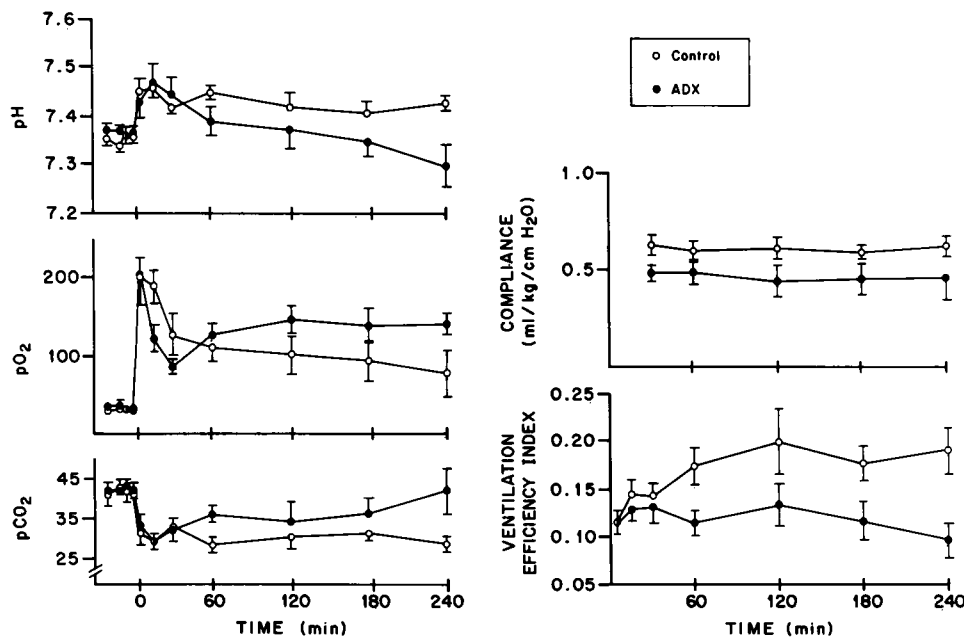 7.6
7.5
7.4
7.3
7.2
pH
200
100
pO2
45
35
25
pCO2
0 60 120 180 240
TIME (min)
Control
ADX
1.0
0.5
COMPLIANCE
(ml/kg/cm H2O)
0.25
0.20
0.15
0.10
0.05
VENTILATION
EFFICIENCY INDEX
60 120 180 240
TIME (min)